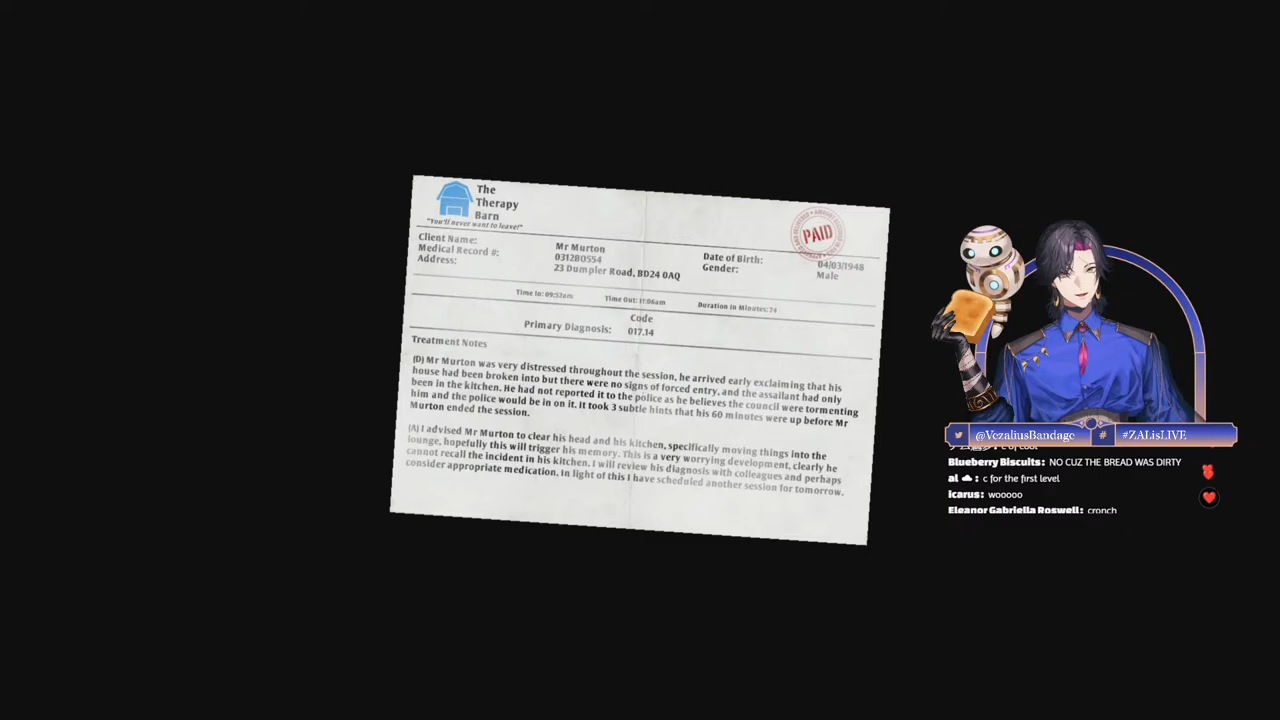 The
Therapy
Barn
"You'll never want to leave!"
PAID
Client Name: Mr Murton Date of Birth: 04/03/1948
Medical Record #: 031280554 Gender: Male
Address: 23 Dumpler Road, BD24 0AQ
Time In: 09:52am Time Out: 11:06am Duration in Minutes: 74
Code
Primary Diagnosis: 017.14
Treatment Notes
(D) Mr Murton was very distressed throughout the session, he arrived early exclaiming that his
house had been broken into but there were no signs of forced entry, and the assailant had only
been in the kitchen. He had not reported it to the police as he believes the council were tormenting
him and the police would be in on it. It took 3 subtle hints that his 60 minutes were up before Mr
Murton ended the session.
(A) I advised Mr Murton to clear his head and his kitchen, specifically moving things into the
lounge, hopefully this will trigger his memory. This is a very worrying development, clearly he
cannot recall the incident in his kitchen. I will review his diagnosis with colleagues and perhaps
consider appropriate medication. In light of this I have scheduled another session for tomorrow.
@VezaliusBandage # #ZALisLIVE
Blueberry Biscuits: NO CUZ THE BREAD WAS DIRTY
al : c for the first level
icarus: wooooo
Eleanor Gabriella Roswell: cronch